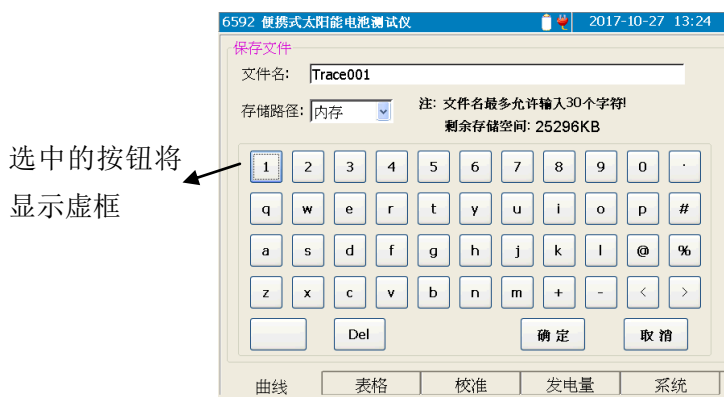 6592 便携式太阳能电池测试仪 2017-10-27 13:24
保存文件
文件名: Trace001
存储路径: 内存 注: 文件名最多允许输入30个字符!
剩余存储空间: 25296KB
选中的按钮将
显示虚框
1 2 3 4 5 6 7 8 9 0 ·
q w e r t y u i o p #
a s d f g h j k l @ %
z x c v b n m + - < >
Del 确定 取消
曲线 表格 校准 发电量 系统